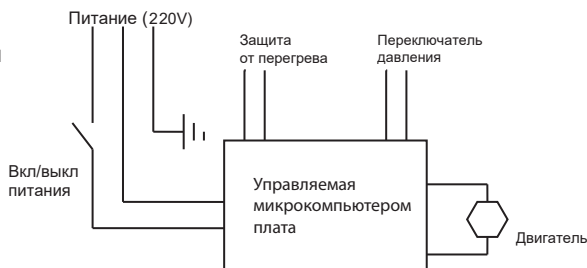 Питание (220V)
Защита
от перегрева
Переключатель
давления
Вкл/выкл
питания
Управляемая
микрокомпьютером
плата
Двигатель